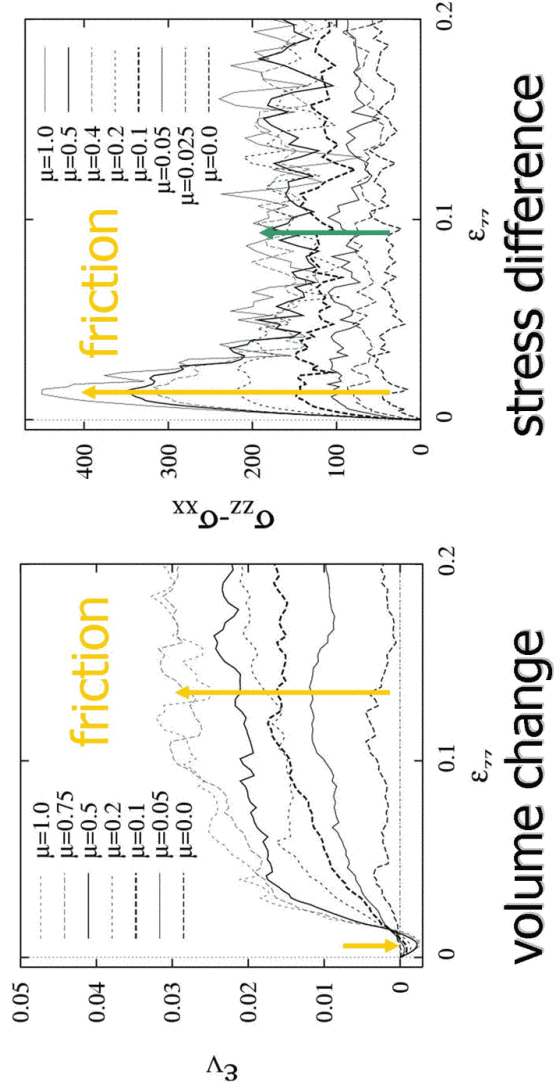 0.05
0.04
0.03
0.02
0.01
0
εV
μ=1.0
μ=0.75
μ=0.5
μ=0.2
μ=0.1
μ=0.05
μ=0.0
friction
0
0.1
0.2
εzz
volume change
400
300
200
100
0
σzz-σxx
μ=1.0
μ=0.5
μ=0.4
μ=0.2
μ=0.1
μ=0.05
μ=0.025
μ=0.0
friction
0
0.1
0.2
εzz
stress difference